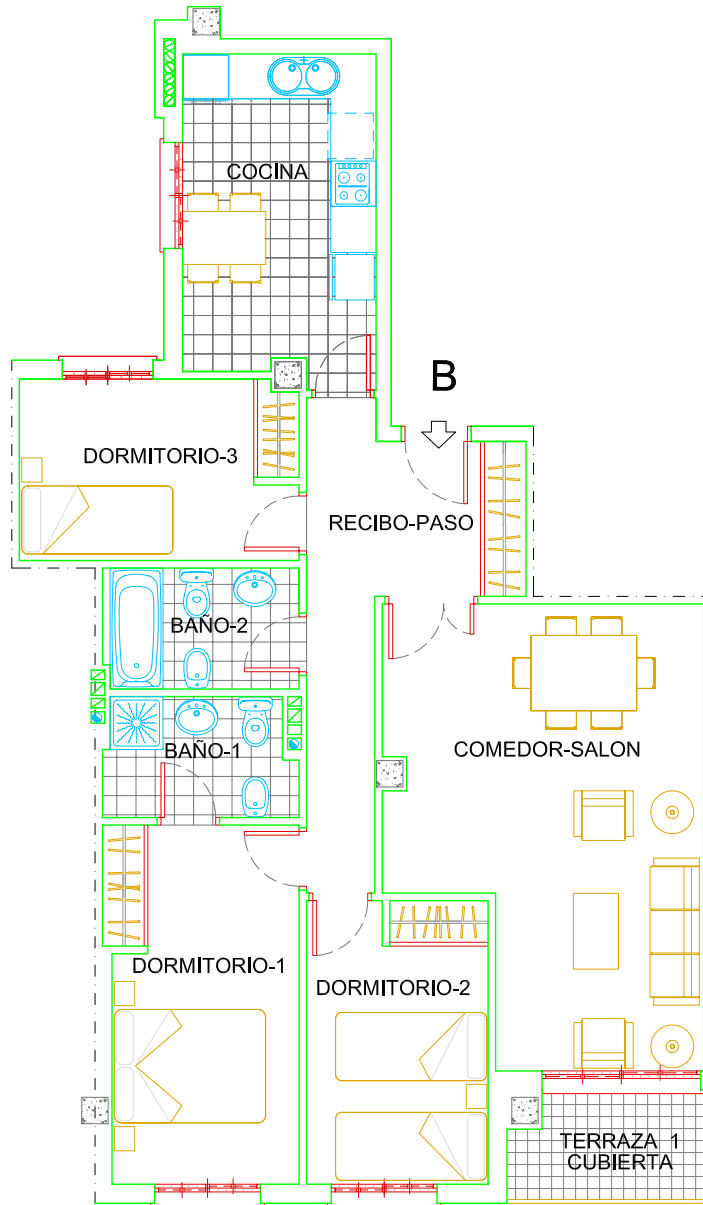 COCINA
B
DORMITORIO-3
RECIBO-PASO
BAÑO-2
BAÑO-1
COMEDOR-SALON
DORMITORIO-1
DORMITORIO-2
TERRAZA 1
CUBIERTA